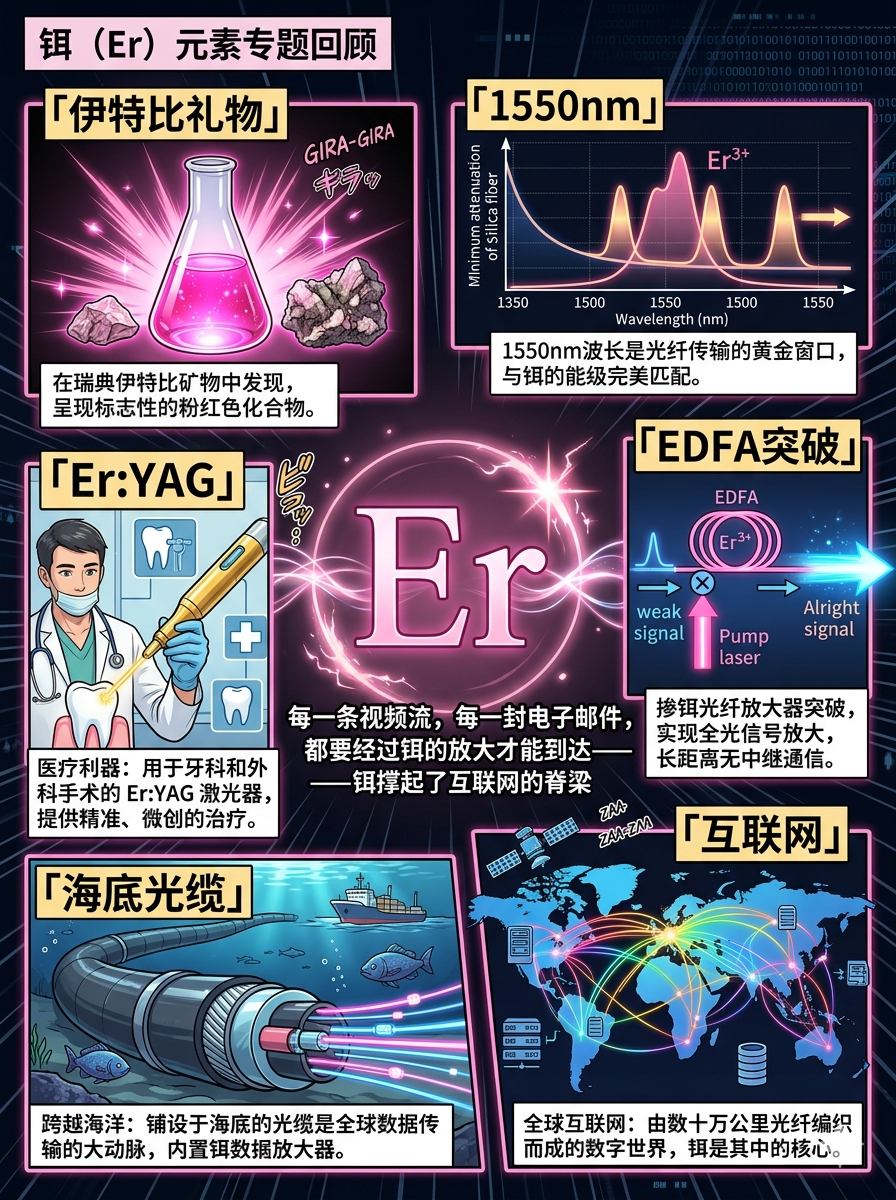 铒（Er）元素专题回顾
「伊特比礼物」
GIRA-GIRA
キラッ
在瑞典伊特比矿物中发现，
呈现标志性的粉红色化合物。
「1550nm」
Minimum attenuation
of silica fiber
Er³⁺
1350 1500 1550 1500 1550
Wavelength (nm)
1550nm波长是光纤传输的黄金窗口，
与铒的能级完美匹配。
「Er:YAG」
医疗利器：用于牙科和外
科手术的 Er:YAG 激光器，
提供精准、微创的治疗。
Er
每一条视频流，每一封电子邮件，
都要经过铒的放大才能到达——
——铒撑起了互联网的脊梁
「EDFA突破」
EDFA
Er³⁺
weak
signal
Pump
laser
Alright
signal
掺铒光纤放大器突破，
实现全光信号放大，
长距离无中继通信。
「海底光缆」
跨越海洋：铺设于海底的光缆是全球数据传
输的大动脉，内置铒数据放大器。
ZAA-
ZAA-ZAA
「互联网」
全球互联网：由数十万公里光纤编织
而成的数字世界，铒是其中的核心。